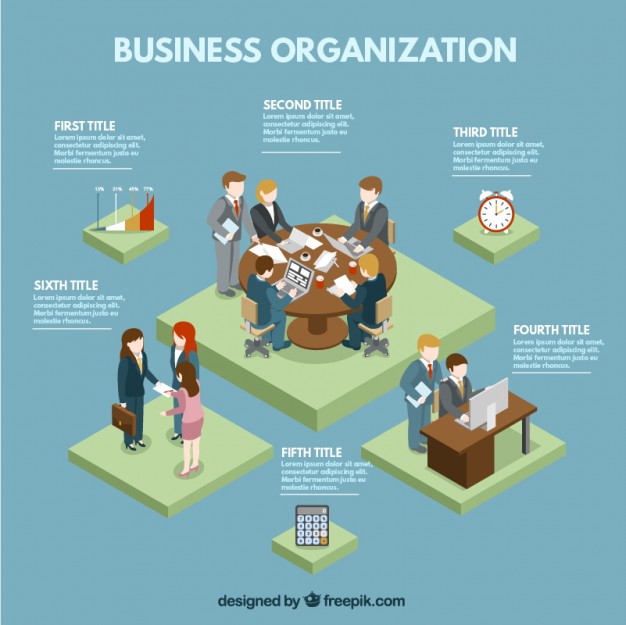 BUSINESS ORGANIZATION
FIRST TITLE
Lorem ipsum dolor sit amet,
consectetur adipiscing elit.
Morbi fermentum justo eu
molestie rhoncus.
SECOND TITLE
Lorem ipsum dolor sit amet,
consectetur adipiscing elit.
Morbi fermentum justo eu
molestie rhoncus.
THIRD TITLE
Lorem ipsum dolor sit amet,
consectetur adipiscing elit.
Morbi fermentum justo eu
molestie rhoncus.
13%
31%
45%
77%
SIXTH TITLE
Lorem ipsum dolor sit amet,
consectetur adipiscing elit.
Morbi fermentum justo eu
molestie rhoncus.
FOURTH TITLE
Lorem ipsum dolor sit amet,
consectetur adipiscing elit.
Morbi fermentum justo eu
molestie rhoncus.
FIFTH TITLE
Lorem ipsum dolor sit amet,
consectetur adipiscing elit.
Morbi fermentum justo eu
molestie rhoncus.
designed by freepik.com